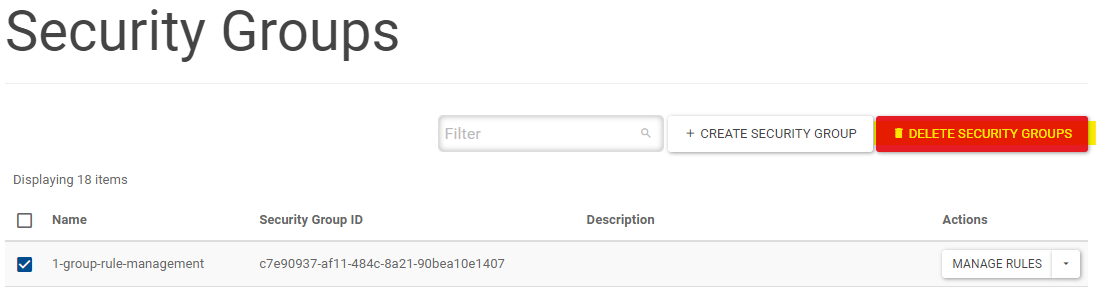 Security Groups
Filter
+ CREATE SECURITY GROUP
DELETE SECURITY GROUPS
Displaying 18 items
Name Security Group ID Description Actions
1-group-rule-management c7e90937-af11-484c-8a21-90bea10e1407 MANAGE RULES